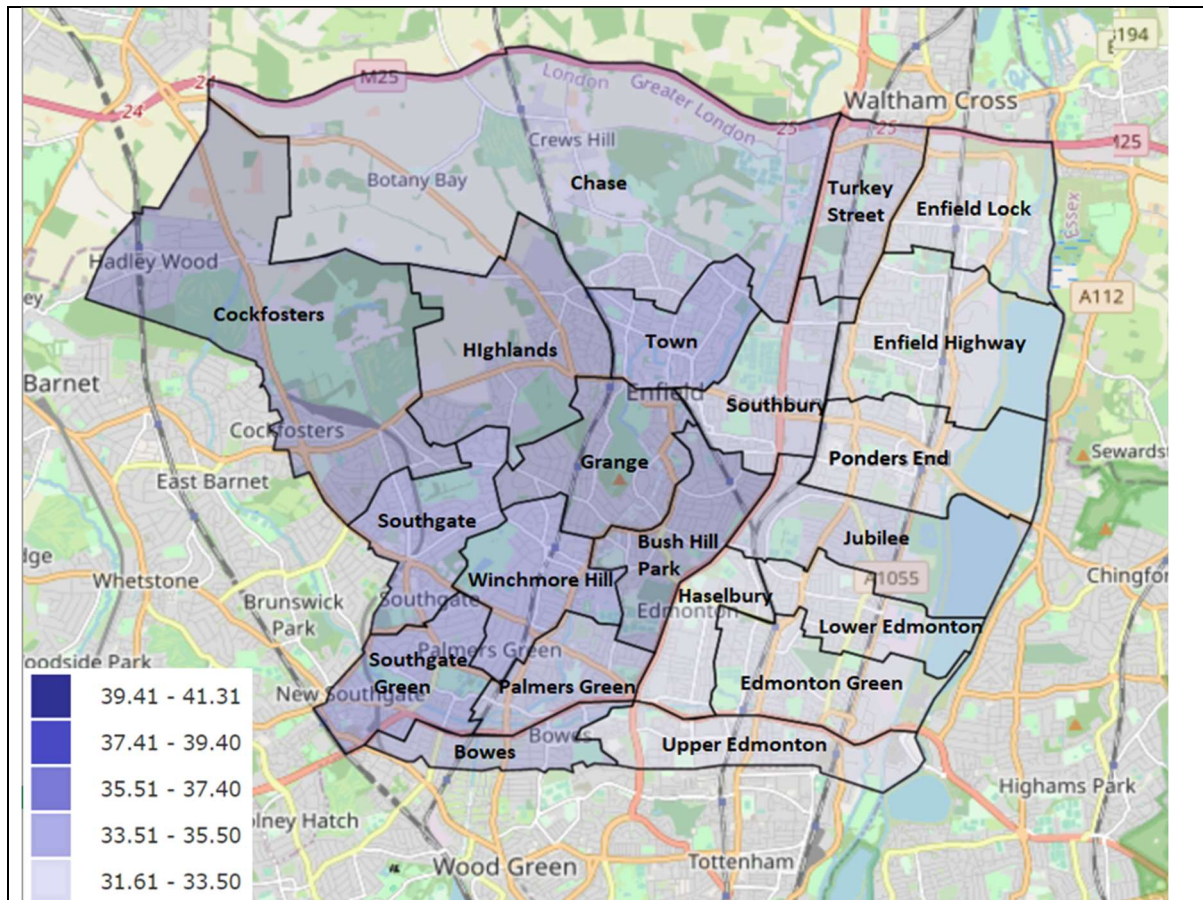 194
M25
24
24
London
Greater London
Waltham Cross
25
25
M25
Crews Hill
Botany Bay
Chase
Turkey
Street
Enfield Lock
Essex
Hadley Wood
ey
A112
Cockfosters
HIghlands
Town
Enfield Highway
Barnet
Enfield
Southbury
Cockfosters
Grange
Ponders End
Sewardst
East Barnet
Southgate
Bush Hill
Park
Jubilee
dge
Whetstone
Winchmore Hill
A1055
Chingfor
Brunswick
Park
Southgate
Haselbury
Edmonton
Lower Edmonton
oodside Park
Palmers Green
Southgate
Green
New Southgate
Palmers Green
Edmonton Green
Bowes
Bowes
Upper Edmonton
Highams Park
olney Hatch
Wood Green
Tottenham
39.41 - 41.31
37.41 - 39.40
35.51 - 37.40
33.51 - 35.50
31.61 - 33.50